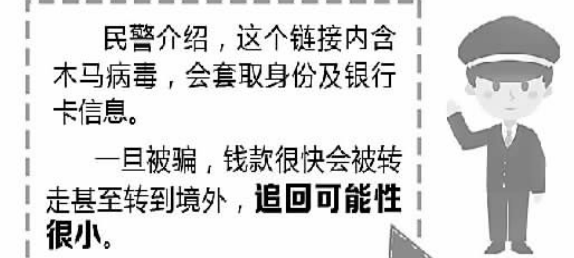 民警介绍，这个链接内含
木马病毒，会套取身份及银行
卡信息。
一旦被骗，钱款很快会被转
走甚至转到境外，追回可能性
很小。